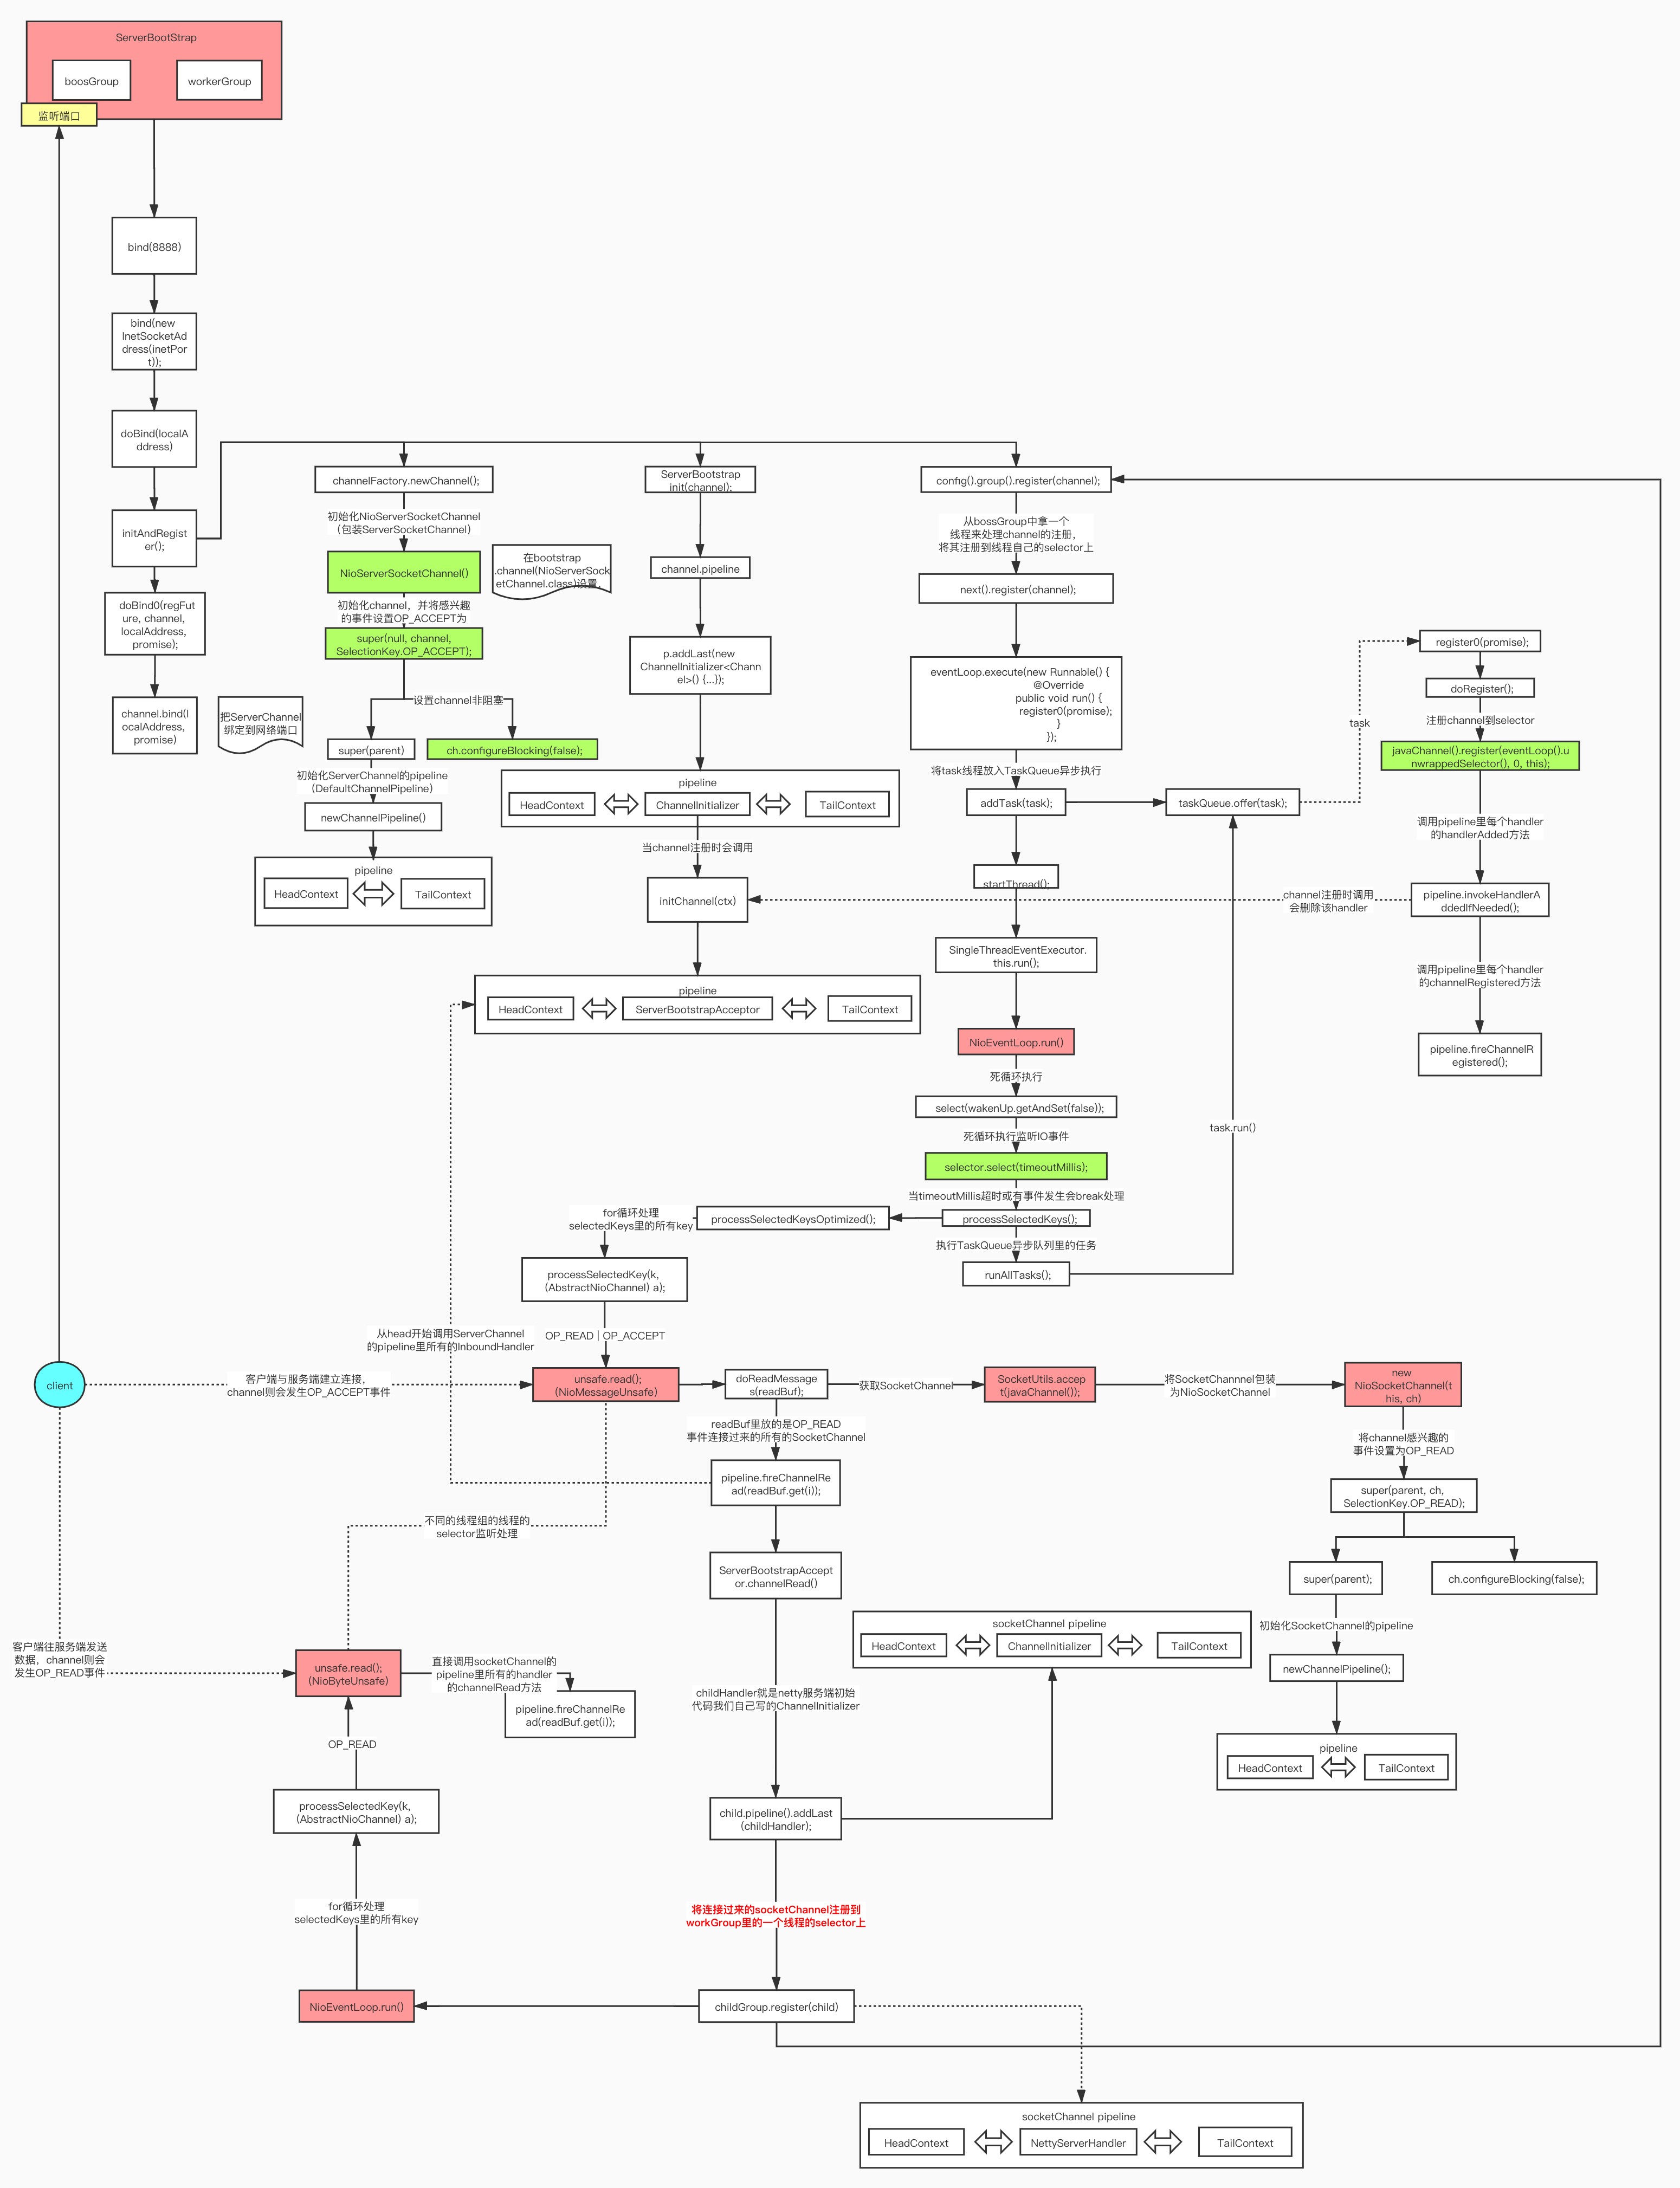 ServerBootStrap
boosGroup
workerGroup
监听端口
bind(8888)
bind(new
InetSocketAd
dress(inetPor
t));
doBind(localA
ddress)
initAndRegist
er();
doBind0(regFut
ure, channel,
localAddress,
promise);
channel.bind(l
ocalAddress,
promise)
把ServerChannel
绑定到网络端口
channelFactory.newChannel();
初始化NioServerSocketChannel
（包装ServerSocketChannel）
NioServerSocketChannel()
在bootstrap
.channel(NioServerSock
etChannel.class)设置,
初始化channel，并将感兴趣
的事件设置OP_ACCEPT为
super(null, channel,
SelectionKey.OP_ACCEPT);
设置channel非阻塞
super(parent)
ch.configureBlocking(false);
初始化ServerChannel的pipeline
（DefaultChannelPipeline）
newChannelPipeline()
pipeline
HeadContext
TailContext
ServerBootstrap
init(channel);
channel.pipeline
p.addLast(new
ChannelInitializer<Chann
el>() {...});
pipeline
HeadContext
ChannelInitializer
TailContext
当channel注册时会调用
initChannel(ctx)
pipeline
HeadContext
ServerBootstrapAcceptor
TailContext
config().group().register(channel);
从bossGroup中拿一个
线程来处理channel的注册，
将其注册到线程自己的selector上
next().register(channel);
eventLoop.execute(new Runnable() {
@Override
public void run() {
register0(promise);
}
});
将task线程放入TaskQueue异步执行
addTask(task);
taskQueue.offer(task);
task
startThread();
SingleThreadEventExecutor.
this.run();
NioEventLoop.run()
死循环执行
select(wakenUp.getAndSet(false));
死循环执行监听IO事件
selector.select(timeoutMillis);
当timeoutMillis超时或有事件发生会break处理
processSelectedKeys();
执行TaskQueue异步队列里的任务
runAllTasks();
task.run()
register0(promise);
doRegister();
注册channel到selector
javaChannel().register(eventLoop().u
nwrappedSelector(), 0, this);
调用pipeline里每个handler
的handlerAdded方法
pipeline.invokeHandlerA
ddedIfNeeded();
channel注册时调用
会删除该handler
调用pipeline里每个handler
的channelRegistered方法
pipeline.fireChannelR
egistered();
processSelectedKeysOptimized();
for循环处理
selectedKeys里的所有key
processSelectedKey(k,
(AbstractNioChannel) a);
OP_READ | OP_ACCEPT
从head开始调用ServerChannel
的pipeline里所有的InboundHandler
client
客户端与服务端建立连接，
channel则会发生OP_ACCEPT事件
unsafe.read();
(NioMessageUnsafe)
doReadMessage
s(readBuf);
获取SocketChannel
SocketUtils.accep
t(javaChannel());
将SocketChannnel包装
为NioSocketChannel
new
NioSocketChannel(t
his, ch)
readBuf里放的是OP_READ
事件连接过来的所有的SocketChannel
pipeline.fireChannelRe
ad(readBuf.get(i));
不同的线程组的线程的
selector监听处理
ServerBootstrapAccept
or.channelRead()
将channel感兴趣的
事件设置为OP_READ
super(parent, ch,
SelectionKey.OP_READ);
super(parent);
ch.configureBlocking(false);
初始化SocketChannel的pipeline
newChannelPipeline();
pipeline
HeadContext
TailContext
socketChannel pipeline
HeadContext
ChannelInitializer
TailContext
客户端往服务端发送
数据，channel则会
发生OP_READ事件
unsafe.read();
(NioByteUnsafe)
直接调用socketChannel的
pipeline里所有的handler
的channelRead方法
pipeline.fireChannelRe
ad(readBuf.get(i));
OP_READ
processSelectedKey(k,
(AbstractNioChannel) a);
for循环处理
selectedKeys里的所有key
NioEventLoop.run()
childHandler就是netty服务端初始
代码我们自己写的ChannelInitializer
child.pipeline().addLast
(childHandler);
将连接过来的socketChannel注册到
workGroup里的一个线程的selector上
childGroup.register(child)
socketChannel pipeline
HeadContext
NettyServerHandler
TailContext